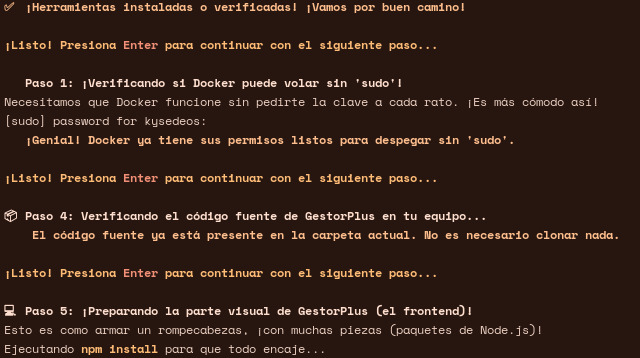 ✅ ¡Herramientas instaladas o verificadas! ¡Vamos por buen camino!
¡Listo! Presiona Enter para continuar con el siguiente paso...
Paso 1: ¡Verificando si Docker puede volar sin 'sudo'!
Necesitamos que Docker funcione sin pedirte la clave a cada rato. ¡Es más cómodo así!
[sudo] password for kysedeos:
¡Genial! Docker ya tiene sus permisos listos para despegar sin 'sudo'.
¡Listo! Presiona Enter para continuar con el siguiente paso...
📦 Paso 4: Verificando el código fuente de GestorPlus en tu equipo...
El código fuente ya está presente en la carpeta actual. No es necesario clonar nada.
¡Listo! Presiona Enter para continuar con el siguiente paso...
💻 Paso 5: ¡Preparando la parte visual de GestorPlus (el frontend)!
Esto es como armar un rompecabezas, ¡con muchas piezas (paquetes de Node.js)!
Ejecutando npm install para que todo encaje...